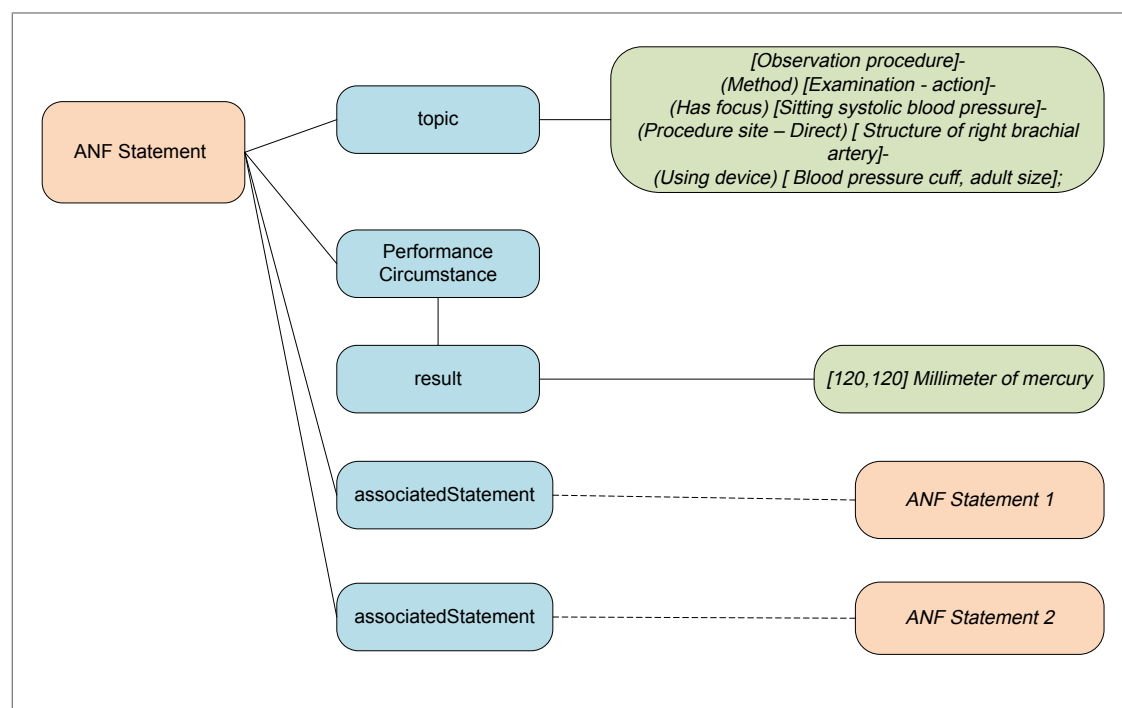 [Observation procedure]-
(Method) [Examination - action]-
(Has focus) [Sitting systolic blood pressure]-
(Procedure site – Direct) [ Structure of right brachial
artery]-
(Using device) [ Blood pressure cuff, adult size];
topic
ANF Statement
Performance
Circumstance
result
[120,120] Millimeter of mercury
associatedStatement
ANF Statement 1
associatedStatement
ANF Statement 2